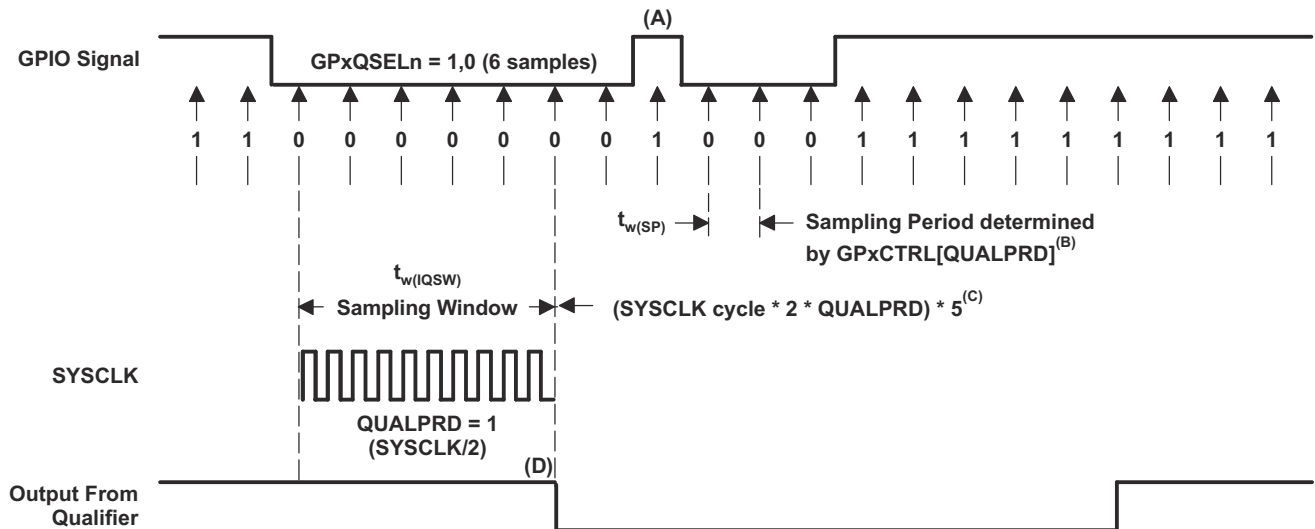 (A)
GPIO Signal
GPxQSELn = 1,0 (6 samples)
1 1 0 0 0 0 0 0 0 1 0 0 0 1 1 1 1 1 1 1 1 1
tw(SP)
Sampling Period determined
by GPxCTRL[QUALPRD](B)
tw(IQSW)
Sampling Window
(SYSCLK cycle * 2 * QUALPRD) * 5(C)
SYSCLK
QUALPRD = 1
(SYSCLK/2)
(D)
Output From
Qualifier